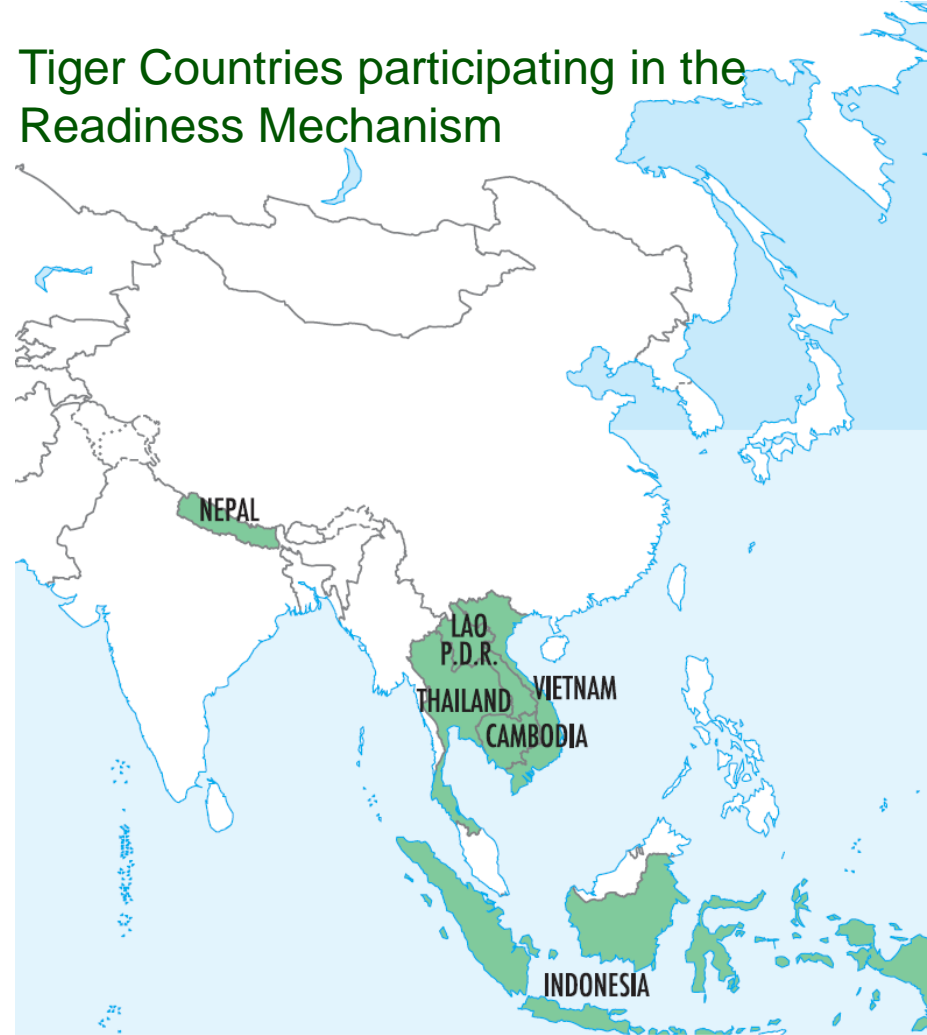 Tiger Countries participating in the
Readiness Mechanism
NEPAL
LAO
P.D.R.
VIETNAM
THAILAND
CAMBODIA
INDONESIA